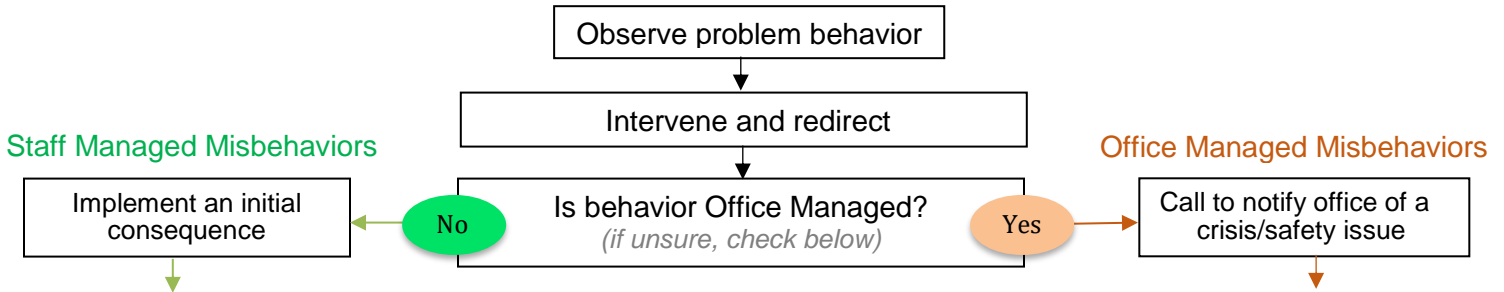 Observe problem behavior
Intervene and redirect
Staff Managed Misbehaviors
Office Managed Misbehaviors
Implement an initial
consequence
No
Is behavior Office Managed?
(if unsure, check below)
Yes
Call to notify office of a
crisis/safety issue